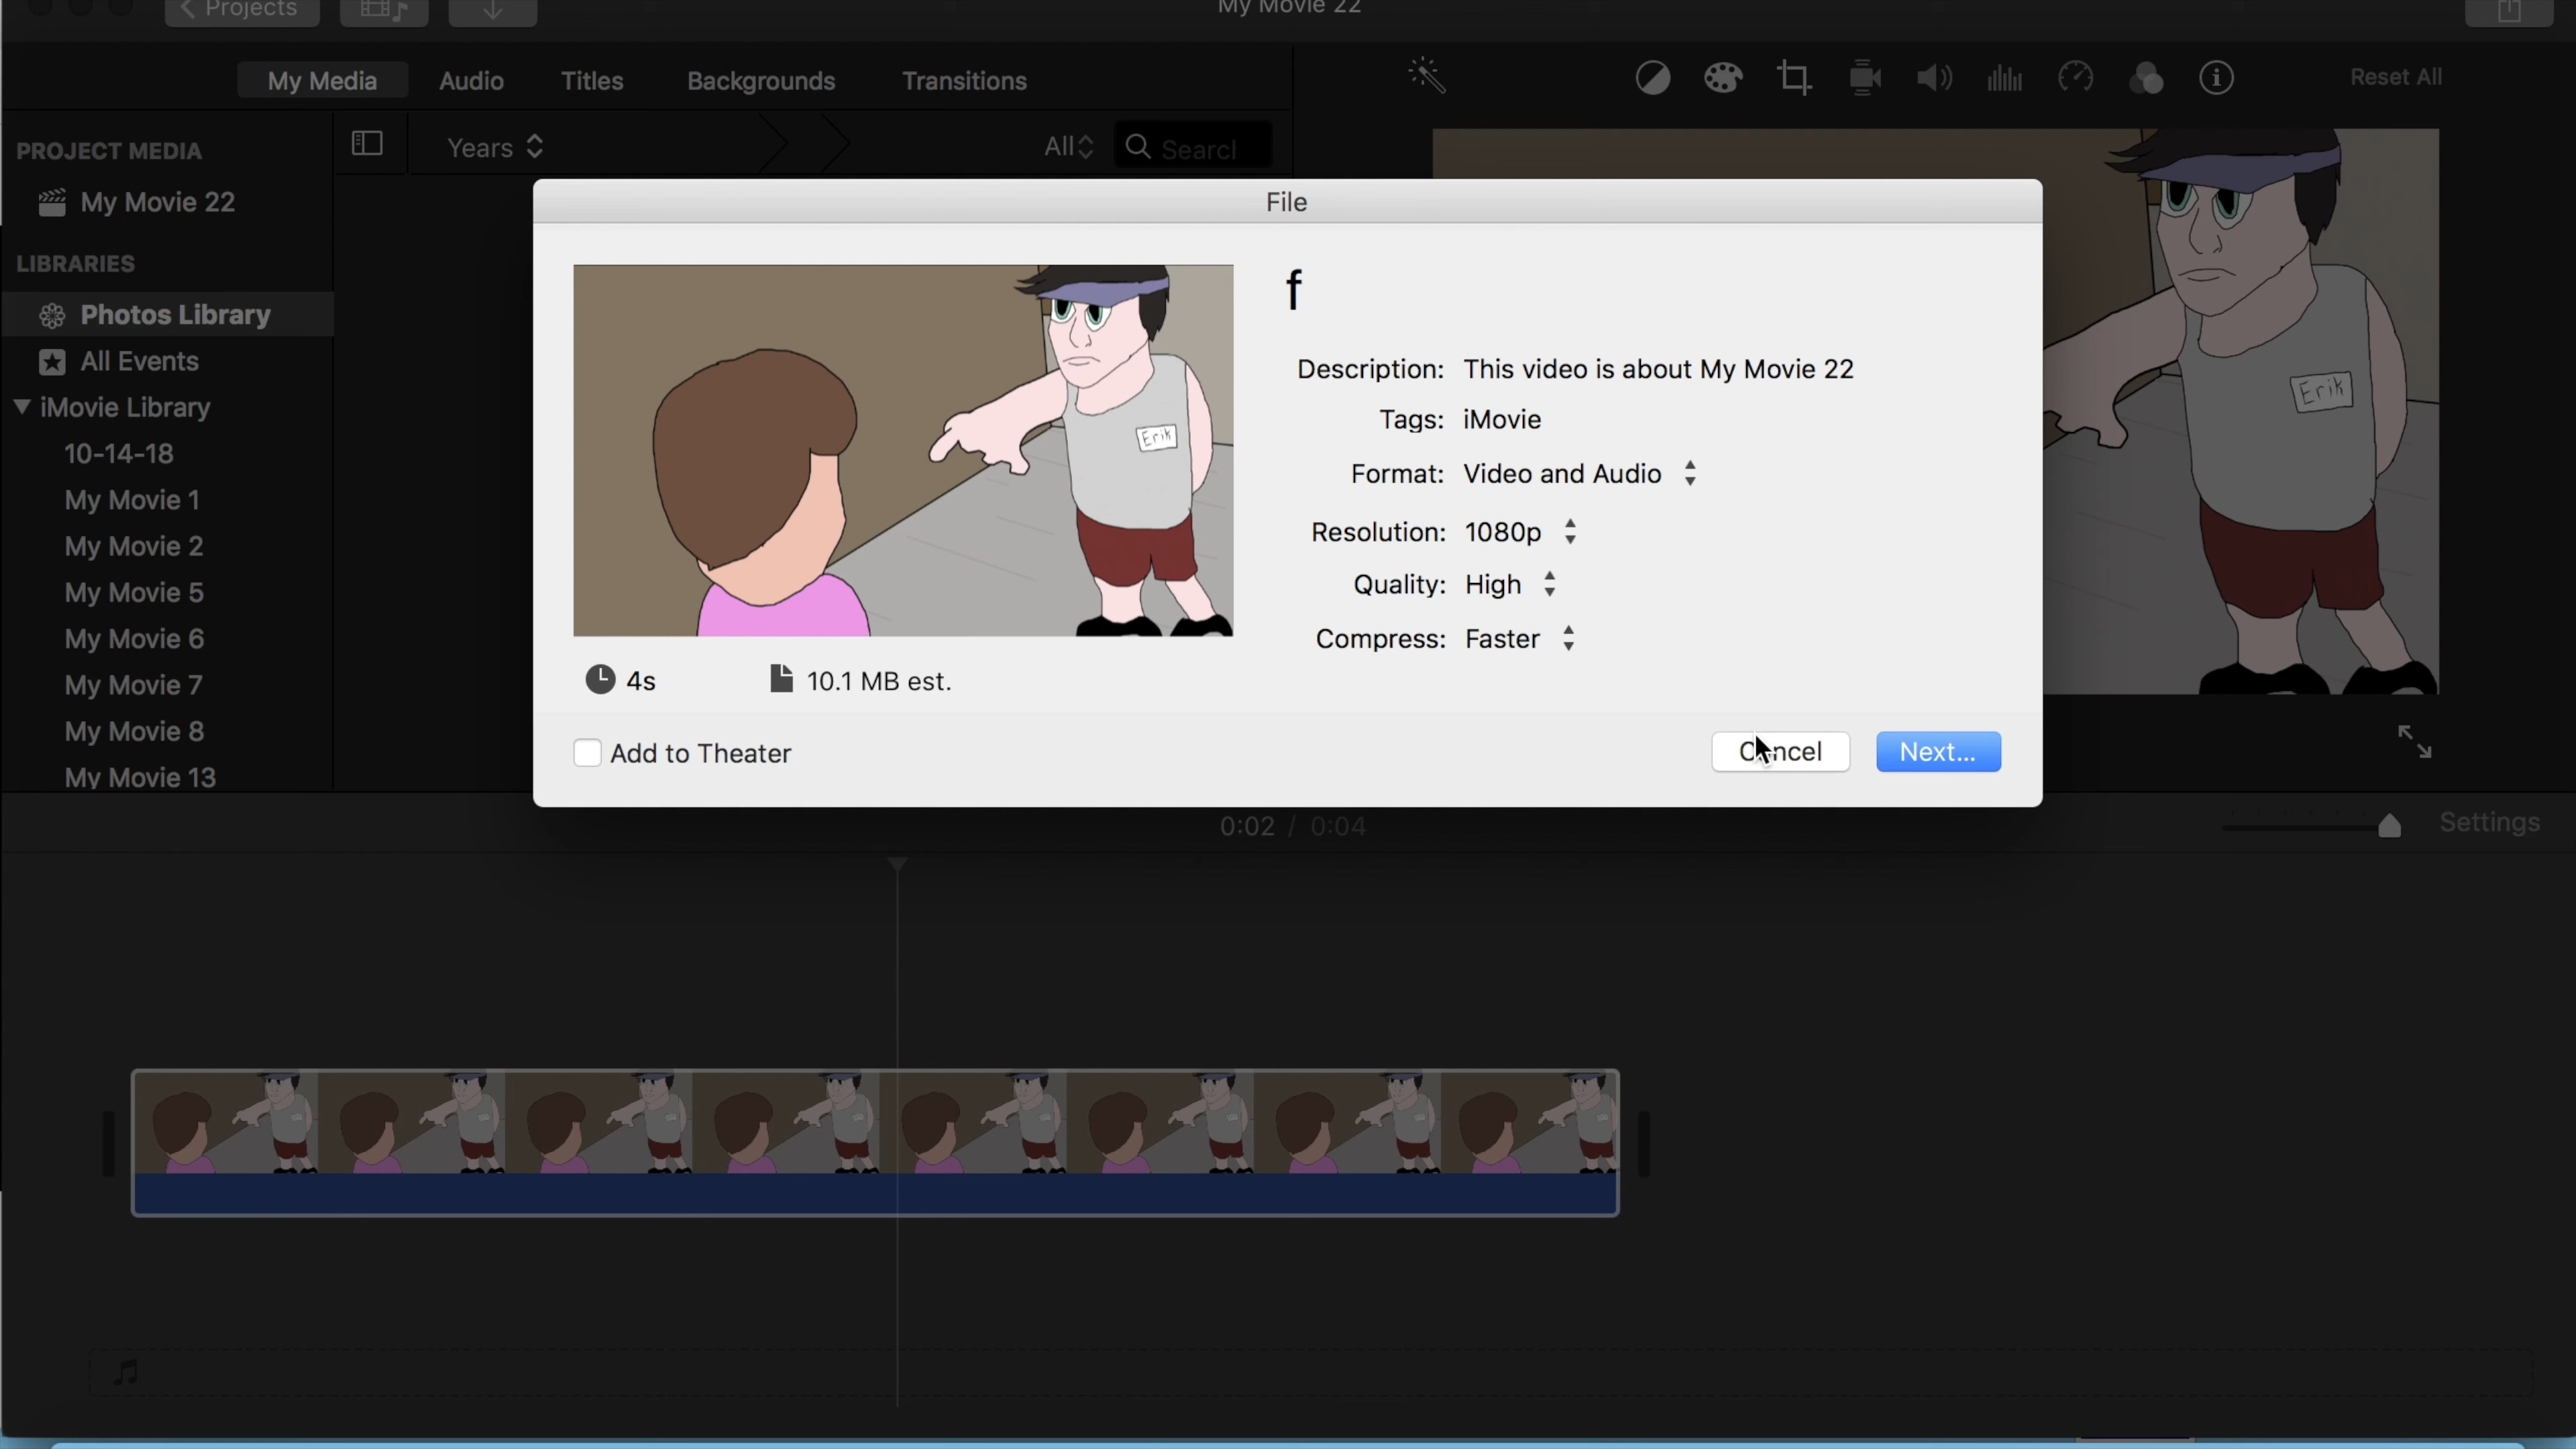 Projects
My Movie 22
My Media Audio Titles Backgrounds Transitions
Reset All
PROJECT MEDIA
Years
All
Searcl
My Movie 22
LIBRARIES
Photos Library
All Events
iMovie Library
10-14-18
My Movie 1
My Movie 2
My Movie 5
My Movie 6
My Movie 7
My Movie 8
My Movie 13
File
f
Description: This video is about My Movie 22
Tags: iMovie
Format: Video and Audio
Resolution: 1080p
Quality: High
Compress: Faster
Erik
4s
10.1 MB est.
Add to Theater
Cancel
Next...
Erik
0:02 / 0:04
Settings